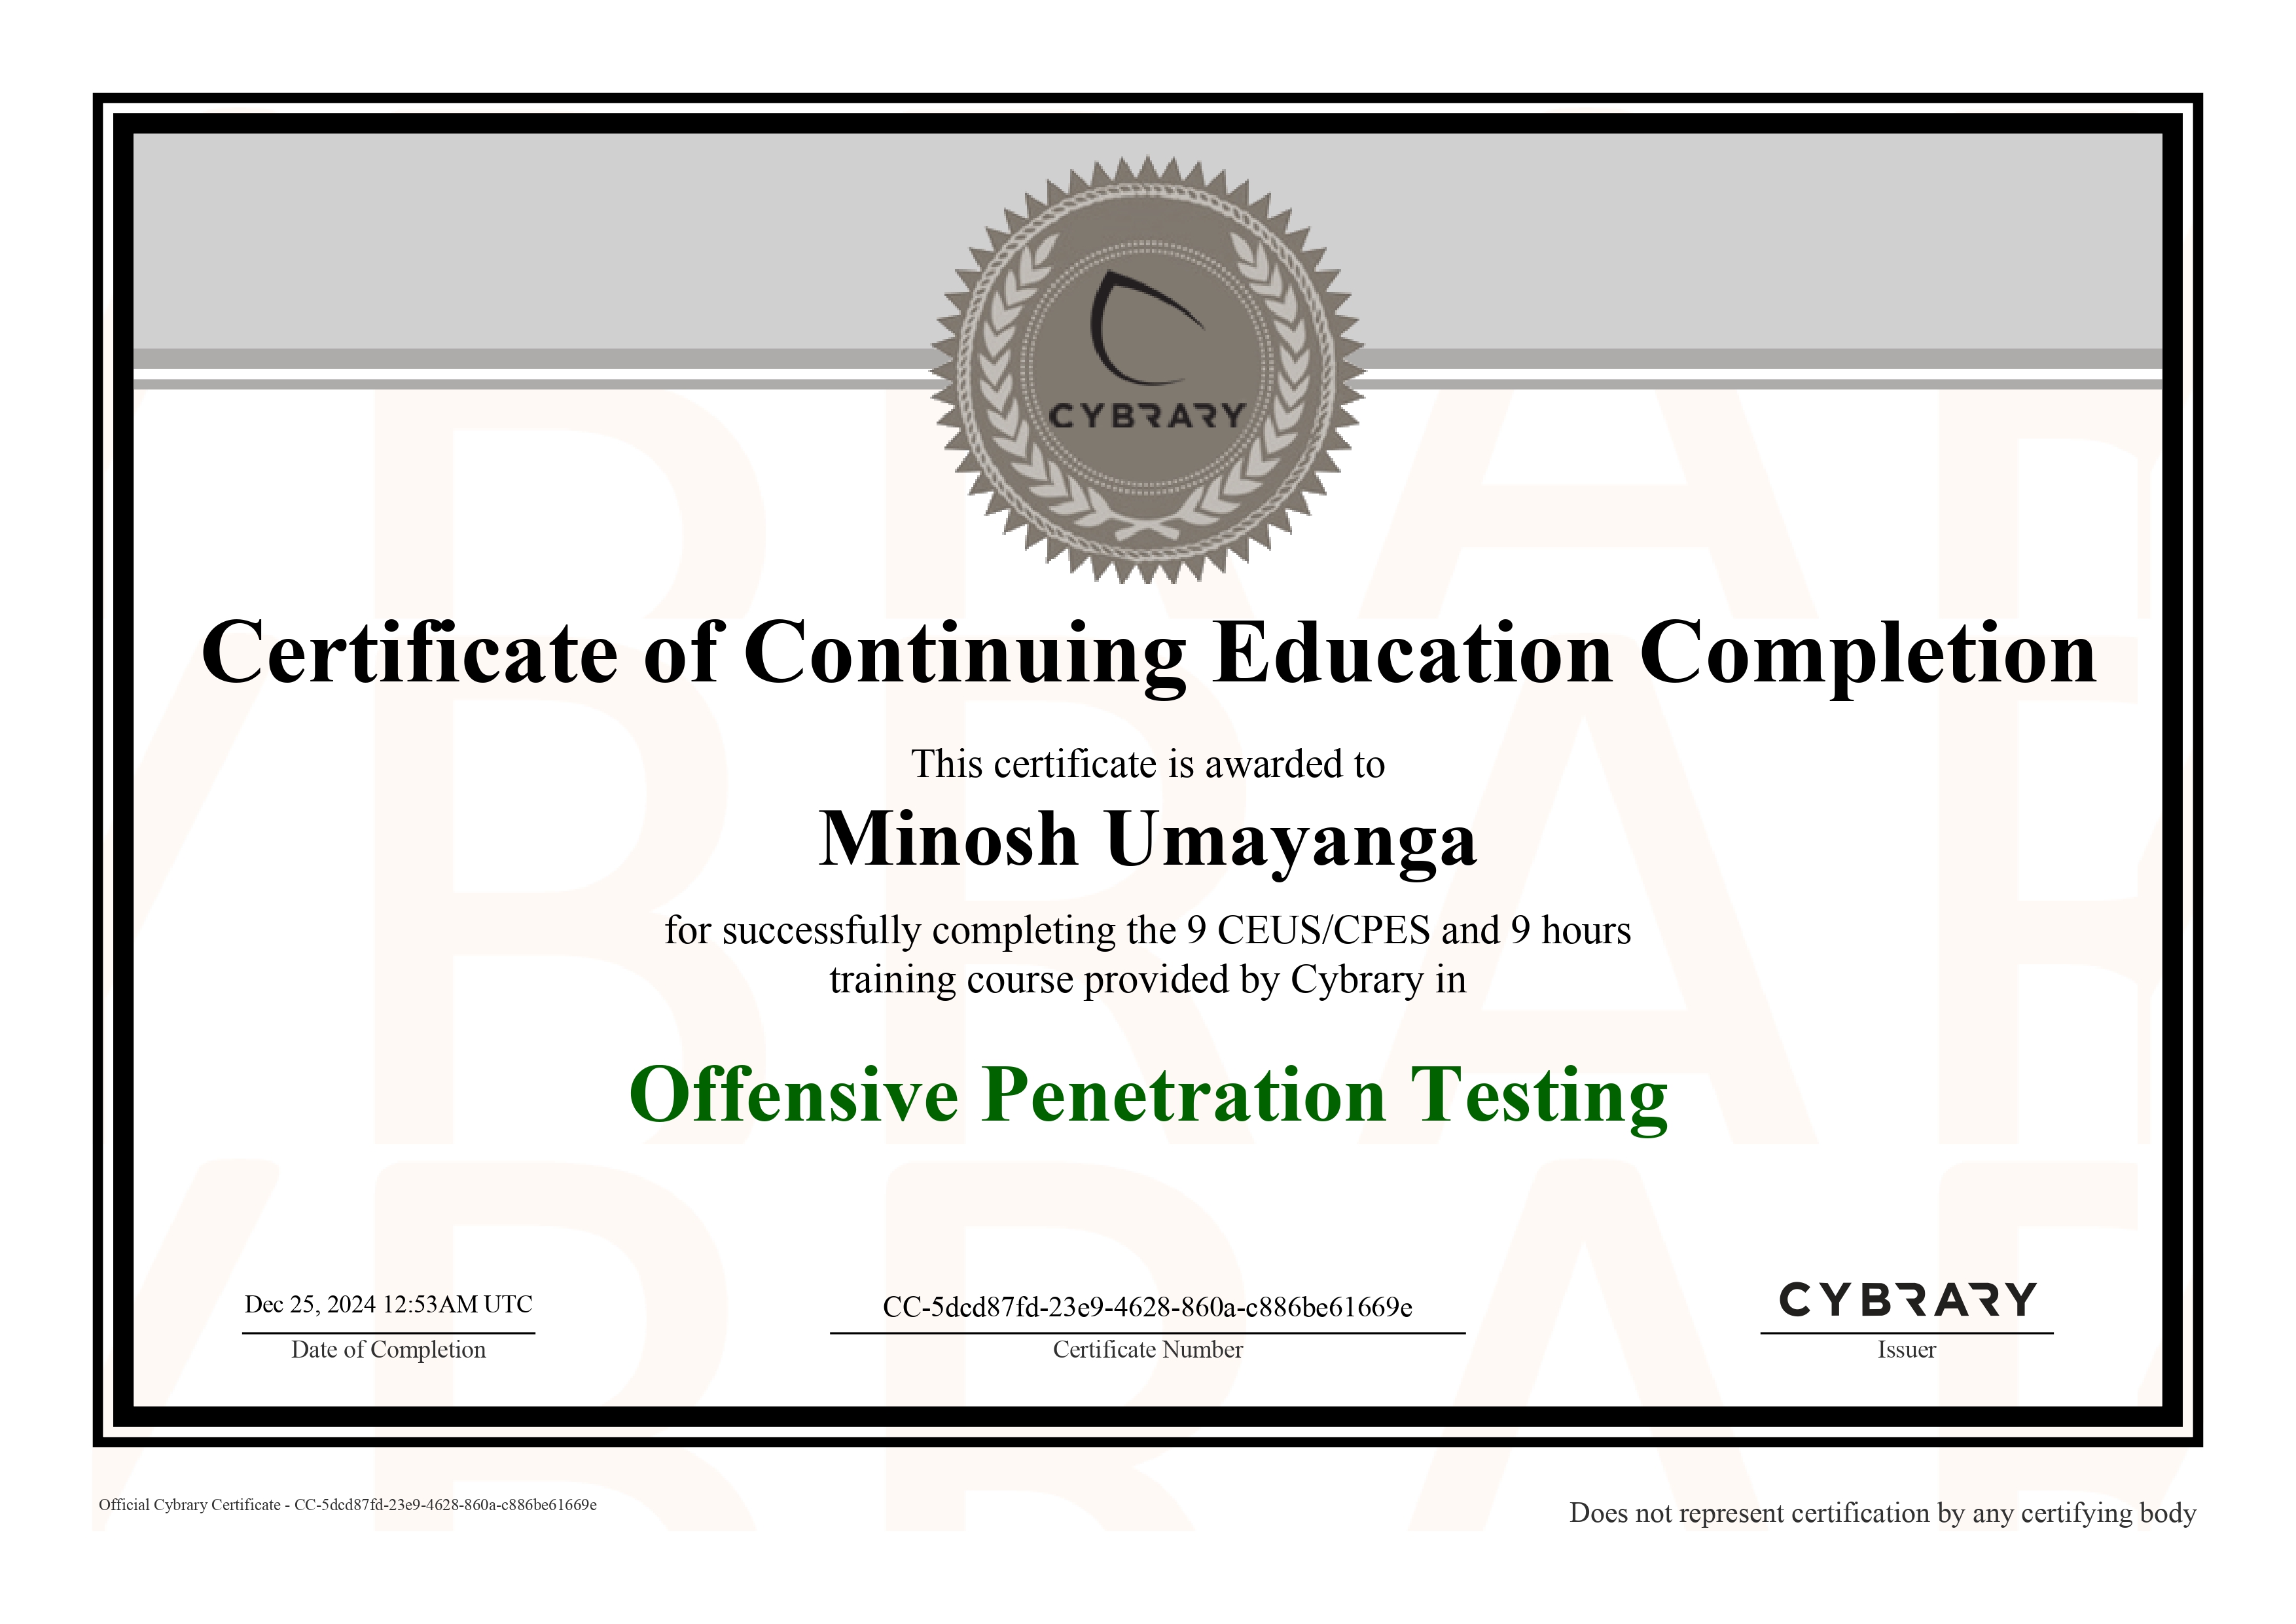 CYBRARY
Certificate of Continuing Education Completion
This certificate is awarded to
Minosh Umayanga
for successfully completing the 9 CEUS/CPES and 9 hours
training course provided by Cybrary in
Offensive Penetration Testing
Dec 25, 2024 12:53AM UTC
Date of Completion
CC-5dcd87fd-23e9-4628-860a-c886be61669e
Certificate Number
CYBRARY
Issuer
Official Cybrary Certificate - CC-5dcd87fd-23e9-4628-860a-c886be61669e
Does not represent certification by any certifying body